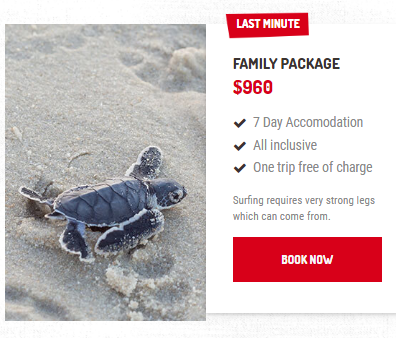 LAST MINUTE
FAMILY PACKAGE
$960
7 Day Accomodation
All inclusive
One trip free of charge
Surfing requires very strong legs
which can come from.
BOOK NOW